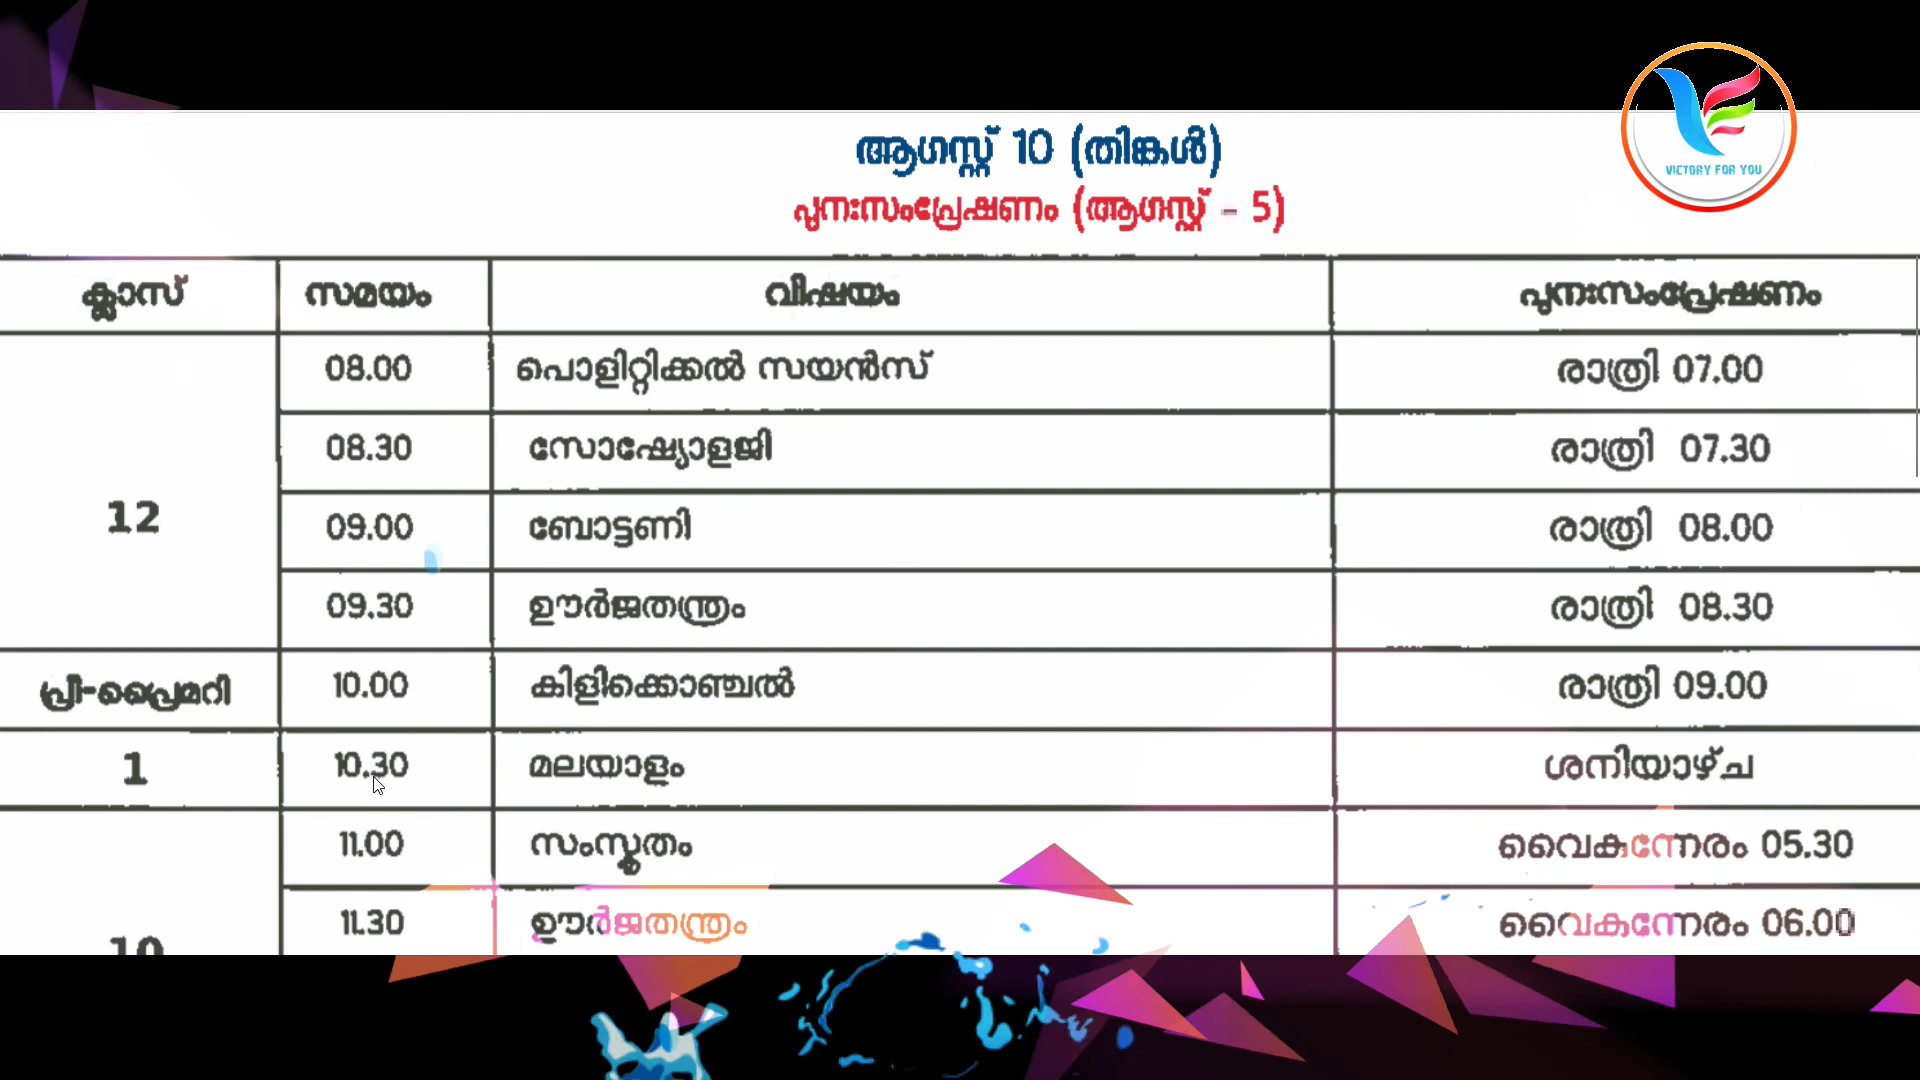 VICTORY FOR YOU
ആഗസ്റ്റ് 10 (തിങ്കൾ)
പുനഃസംപ്രേഷണം (ആഗസ്റ്റ് - 5)
ക്ലാസ് സമയം വിഷയം പുനഃസംപ്രേഷണം
08.00 പൊളിറ്റിക്കൽ സയൻസ് രാത്രി 07.00
08.30 സോഷ്യോളജി രാത്രി 07.30
12 09.00 ബോട്ടണി രാത്രി 08.00
09.30 ഊർജതന്ത്രം രാത്രി 08.30
പ്രീ-പ്രൈമറി 10.00 കിളിക്കൊഞ്ചൽ രാത്രി 09.00
1 10.30 മലയാളം ശനിയാഴ്ച
11.00 സംസ്കൃതം വൈകുന്നേരം 05.30
11.30 ഊർജതന്ത്രം വൈകുന്നേരം 06.00
10